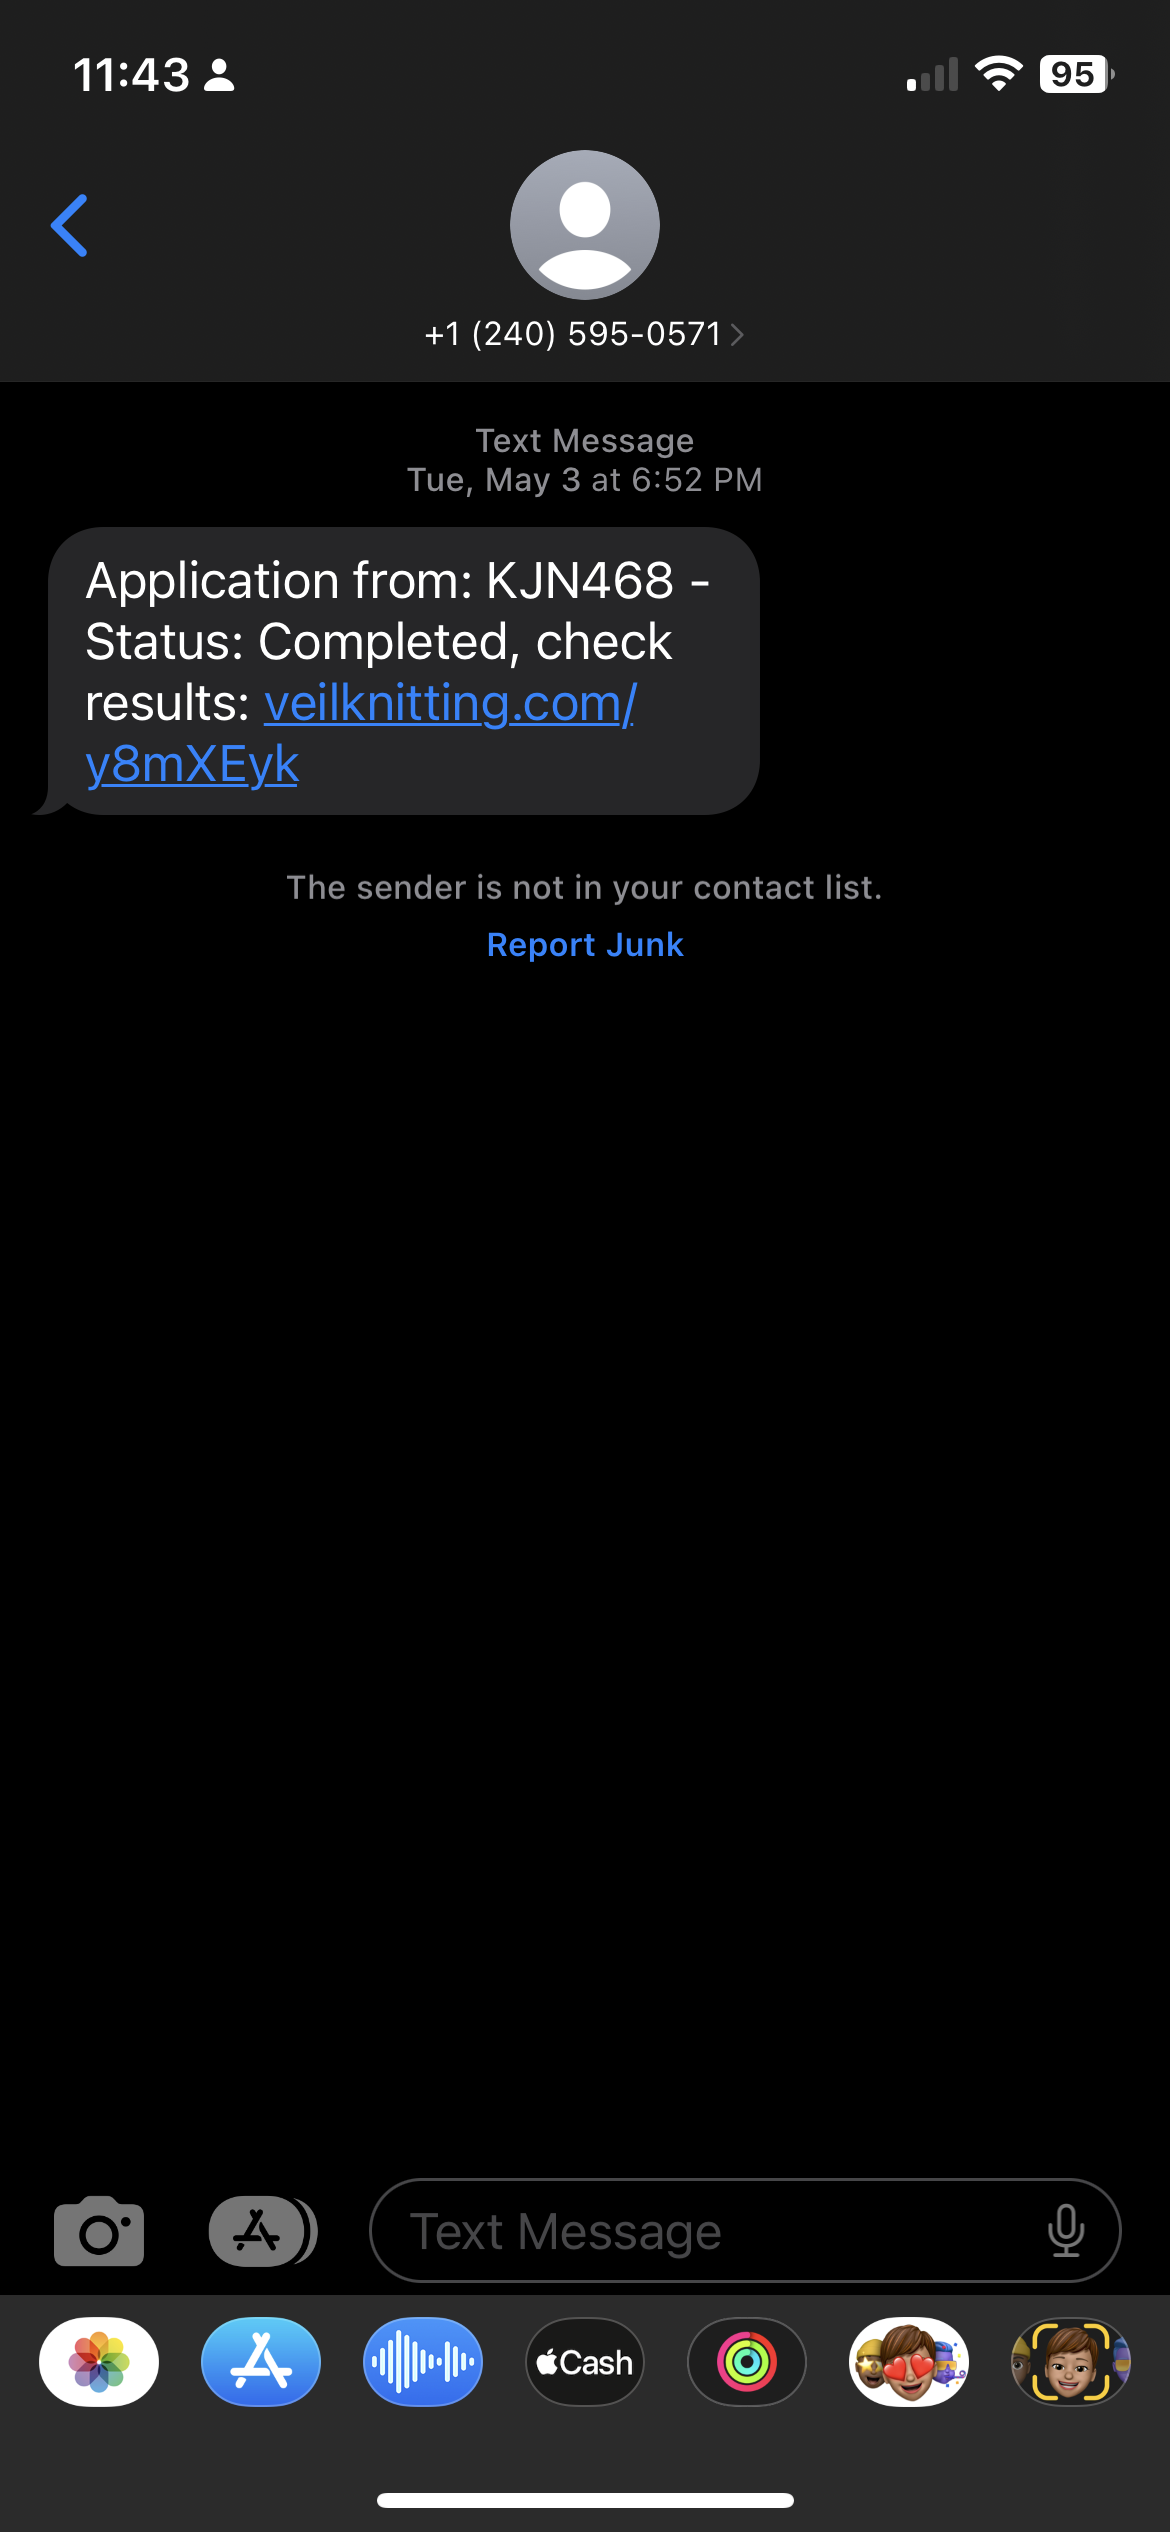 11:43
95
+1 (240) 595-0571
Text Message
Tue, May 3 at 6:52 PM
Application from: KJN468 -
Status: Completed, check
results: veilknitting.com/
y8mXEyk
The sender is not in your contact list.
Report Junk
Text Message
Cash